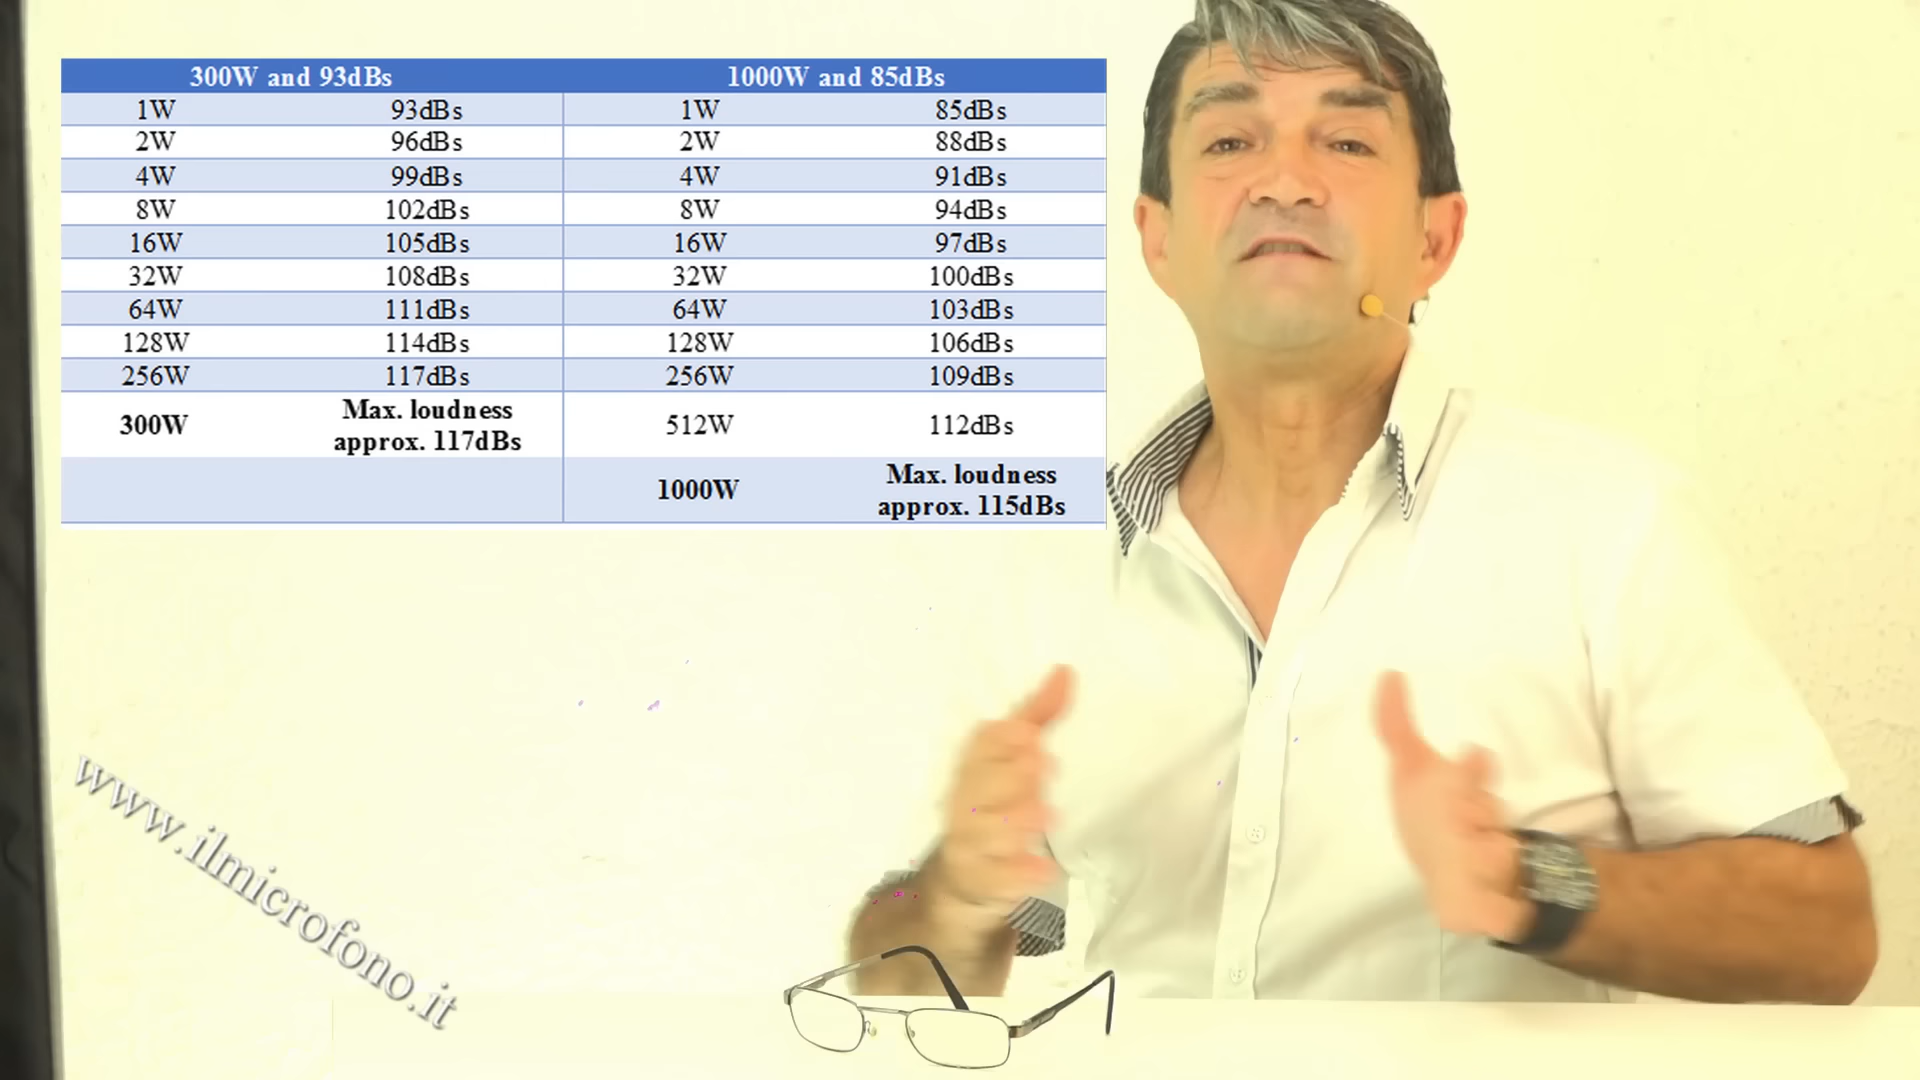 300W and 93dBs 1000W and 85dBs
1W 93dBs 1W 85dBs
2W 96dBs 2W 88dBs
4W 99dBs 4W 91dBs
8W 102dBs 8W 94dBs
16W 105dBs 16W 97dBs
32W 108dBs 32W 100dBs
64W 111dBs 64W 103dBs
128W 114dBs 128W 106dBs
256W 117dBs 256W 109dBs
300W Max. loudness
approx. 117dBs 512W 112dBs
1000W Max. loudness
approx. 115dBs
www.ilmicrofono.it